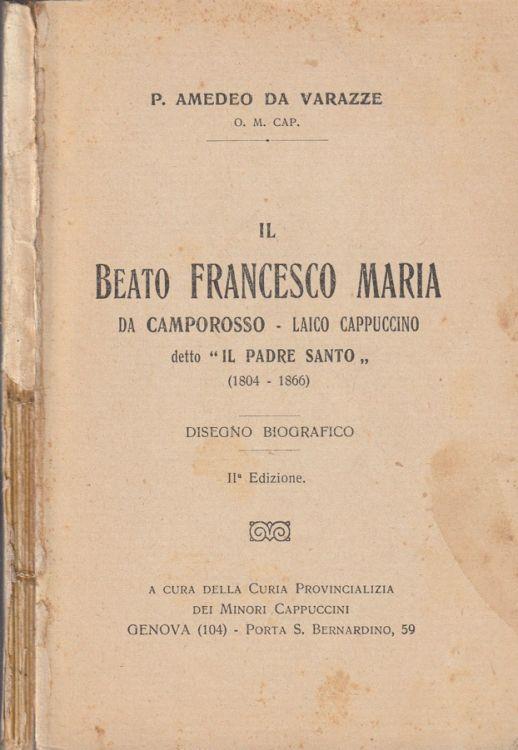 P. AMEDEO DA VARAZZE
O. M. CAP.
IL
BEATO FRANCESCO MARIA
DA CAMPOROSSO - LAICO CAPPUCCINO
detto “ IL PADRE SANTO „
(1804 - 1866)
DISEGNO BIOGRAFICO
IIª Edizione.
A CURA DELLA CURIA PROVINCIALIZIA
DEI MINORI CAPPUCCINI
GENOVA (104) - PORTA S. BERNARDINO, 59